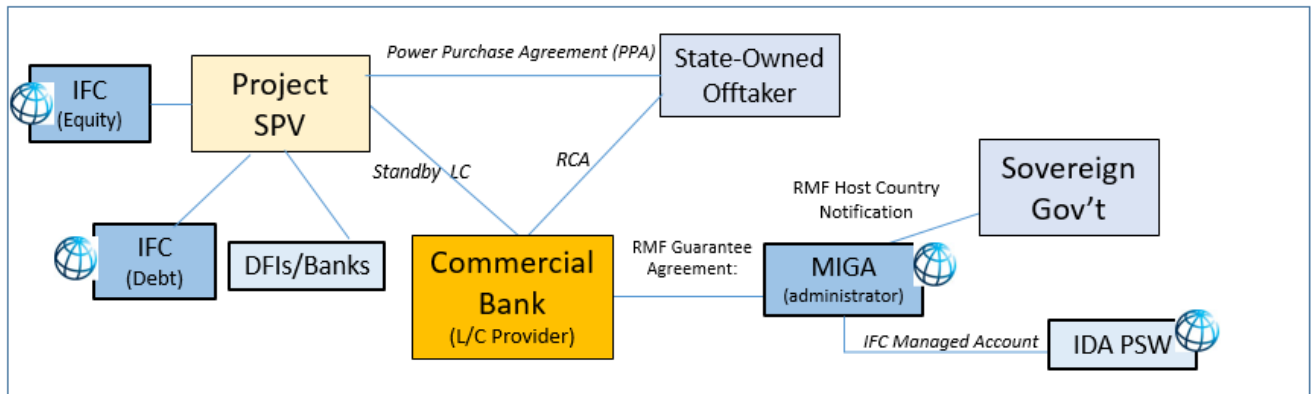 Power Purchase Agreement (PPA)
State-Owned
Offtaker
IFC
(Equity)
Project
SPV
Standby LC
RCA
Sovereign
Gov't
RMF Host Country
Notification
IFC
(Debt)
DFIs/Banks
Commercial
Bank
(L/C Provider)
RMF Guarantee
Agreement:
MIGA
(administrator)
IFC Managed Account
IDA PSW